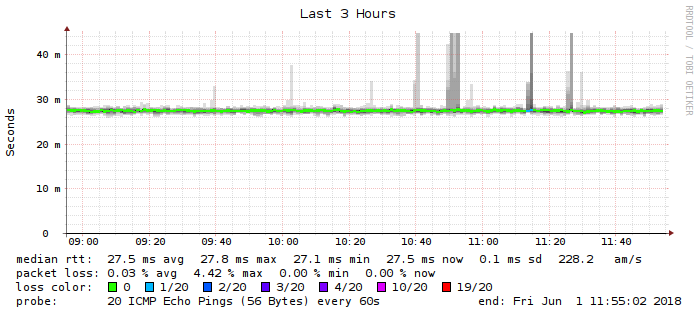 Last 3 Hours
RRDTOOL / TOBI OETIKER
Seconds
40 m
30 m
20 m
10 m
0
09:00 09:20 09:40 10:00 10:20 10:40 11:00 11:20 11:40
median rtt: 27.5 ms avg 27.8 ms max 27.1 ms min 27.5 ms now 0.1 ms sd 228.2 am/s
packet loss: 0.03 % avg 4.42 % max 0.00 % min 0.00 % now
loss color: 0 1/20 2/20 3/20 4/20 10/20 19/20
probe: 20 ICMP Echo Pings (56 Bytes) every 60s end: Fri Jun 1 11:55:02 2018